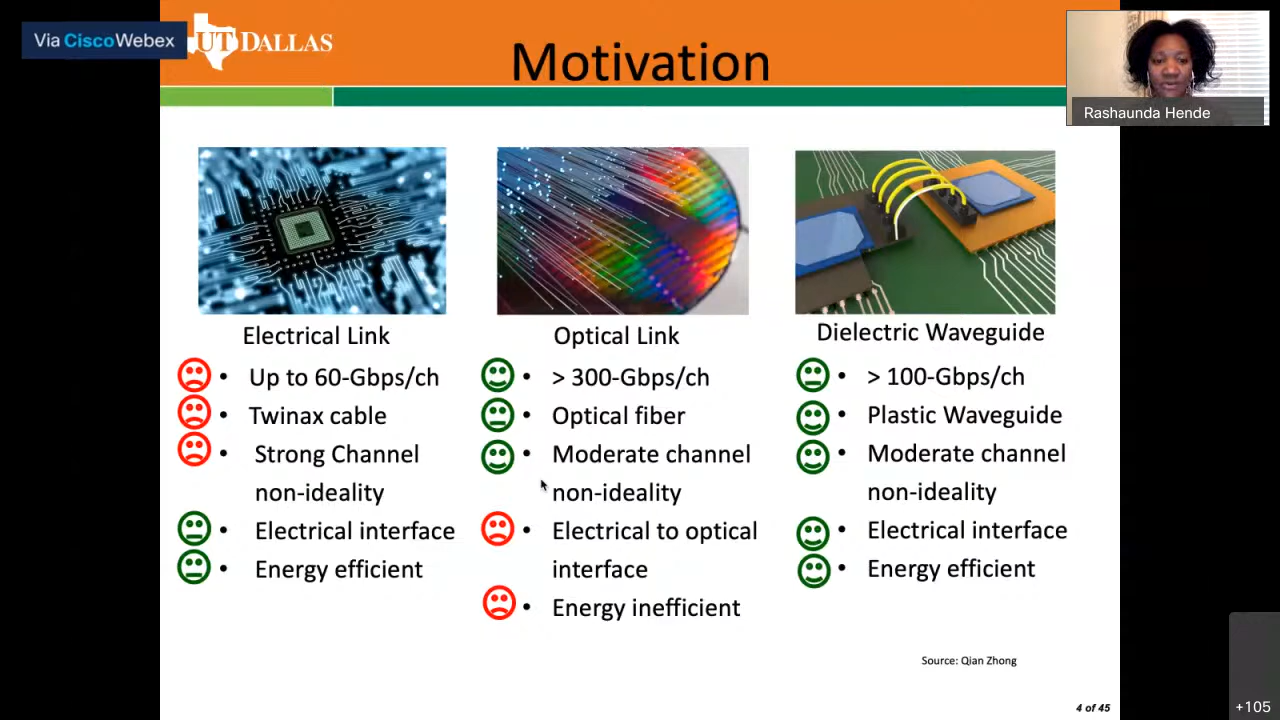 Via Cisco Webex
UT DALLAS
Motivation
Rashaunda Hende
Electrical Link
• Up to 60-Gbps/ch
• Twinax cable
• Strong Channel
non-ideality
• Electrical interface
• Energy efficient
Optical Link
• > 300-Gbps/ch
• Optical fiber
• Moderate channel
non-ideality
• Electrical to optical
interface
• Energy inefficient
Dielectric Waveguide
• > 100-Gbps/ch
• Plastic Waveguide
• Moderate channel
non-ideality
• Electrical interface
• Energy efficient
Source: Qian Zhong
4 of 45
+105